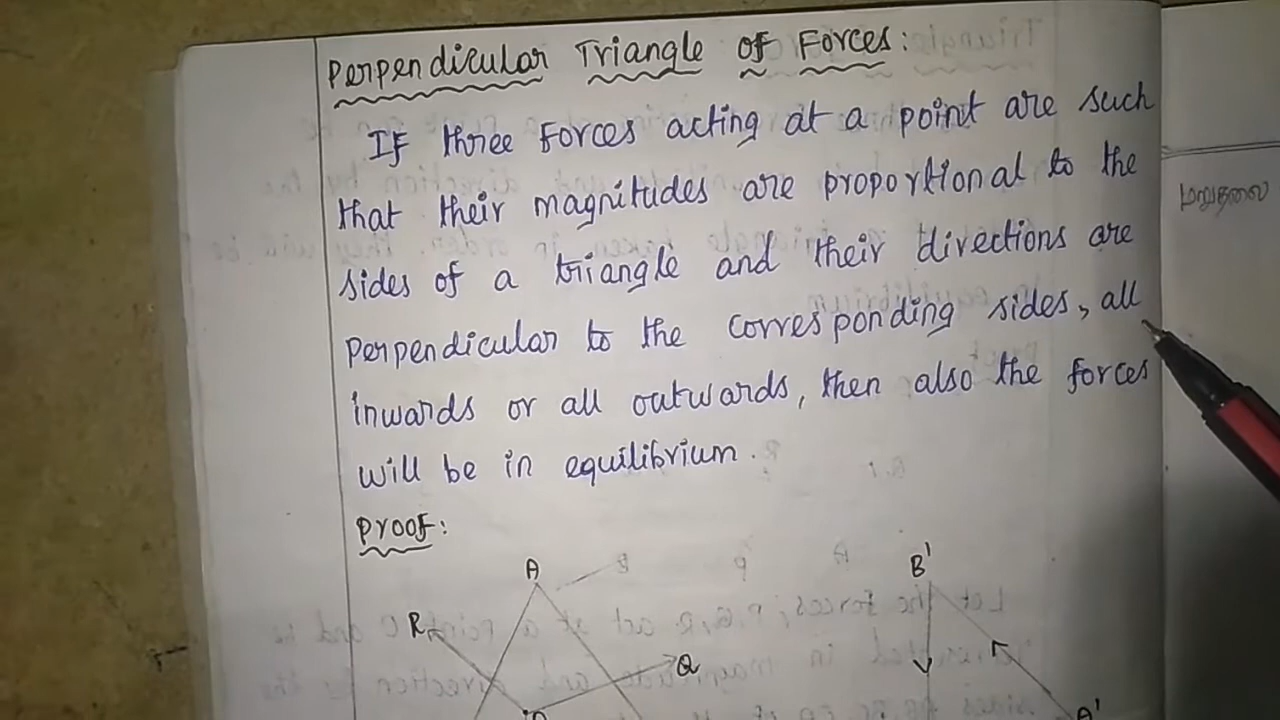 Perpendicular Triangle of Forces:
If three Forces acting at a point are such
that their magnitudes are proportional to the
sides of a triangle and their directions are
perpendicular to the corresponding sides, all
inwards or all outwards, then also the forces
will be in equilibrium.
Proof:
A
B'
R
Q
A'
மறுதலை